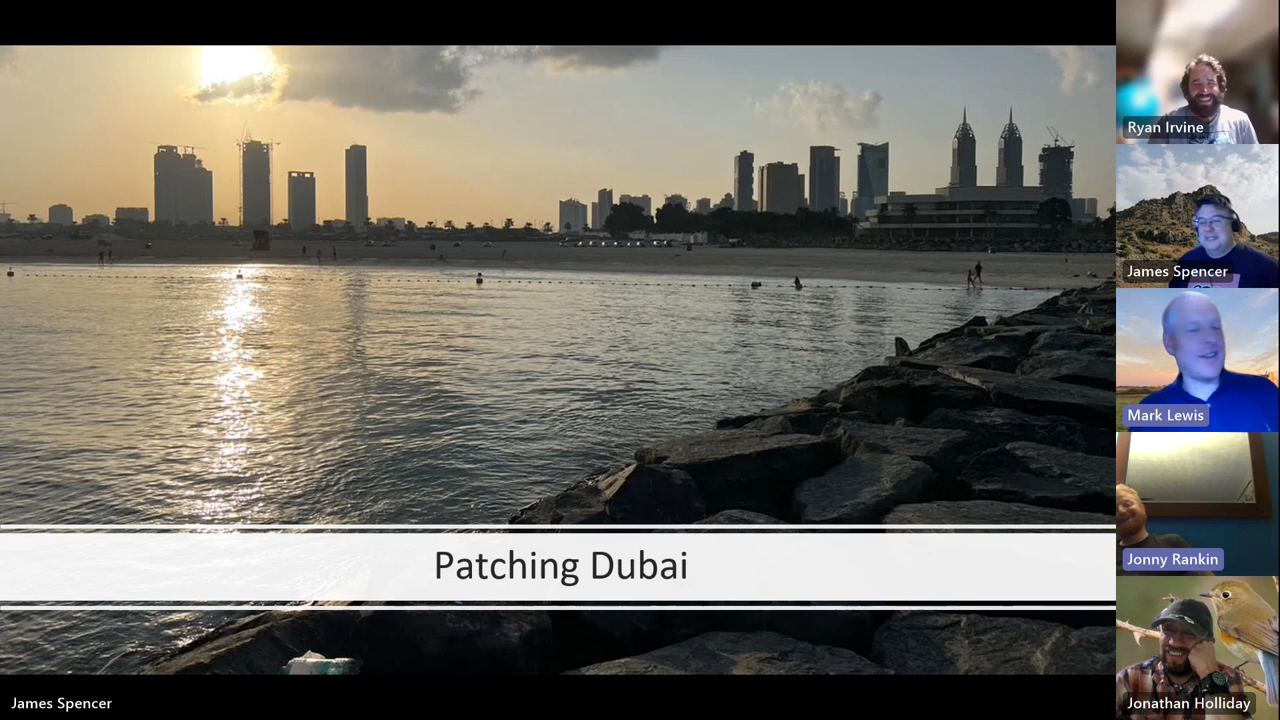 Patching Dubai
James Spencer
Ryan Irvine
James Spencer
Mark Lewis
Jonny Rankin
Jonathan Holliday